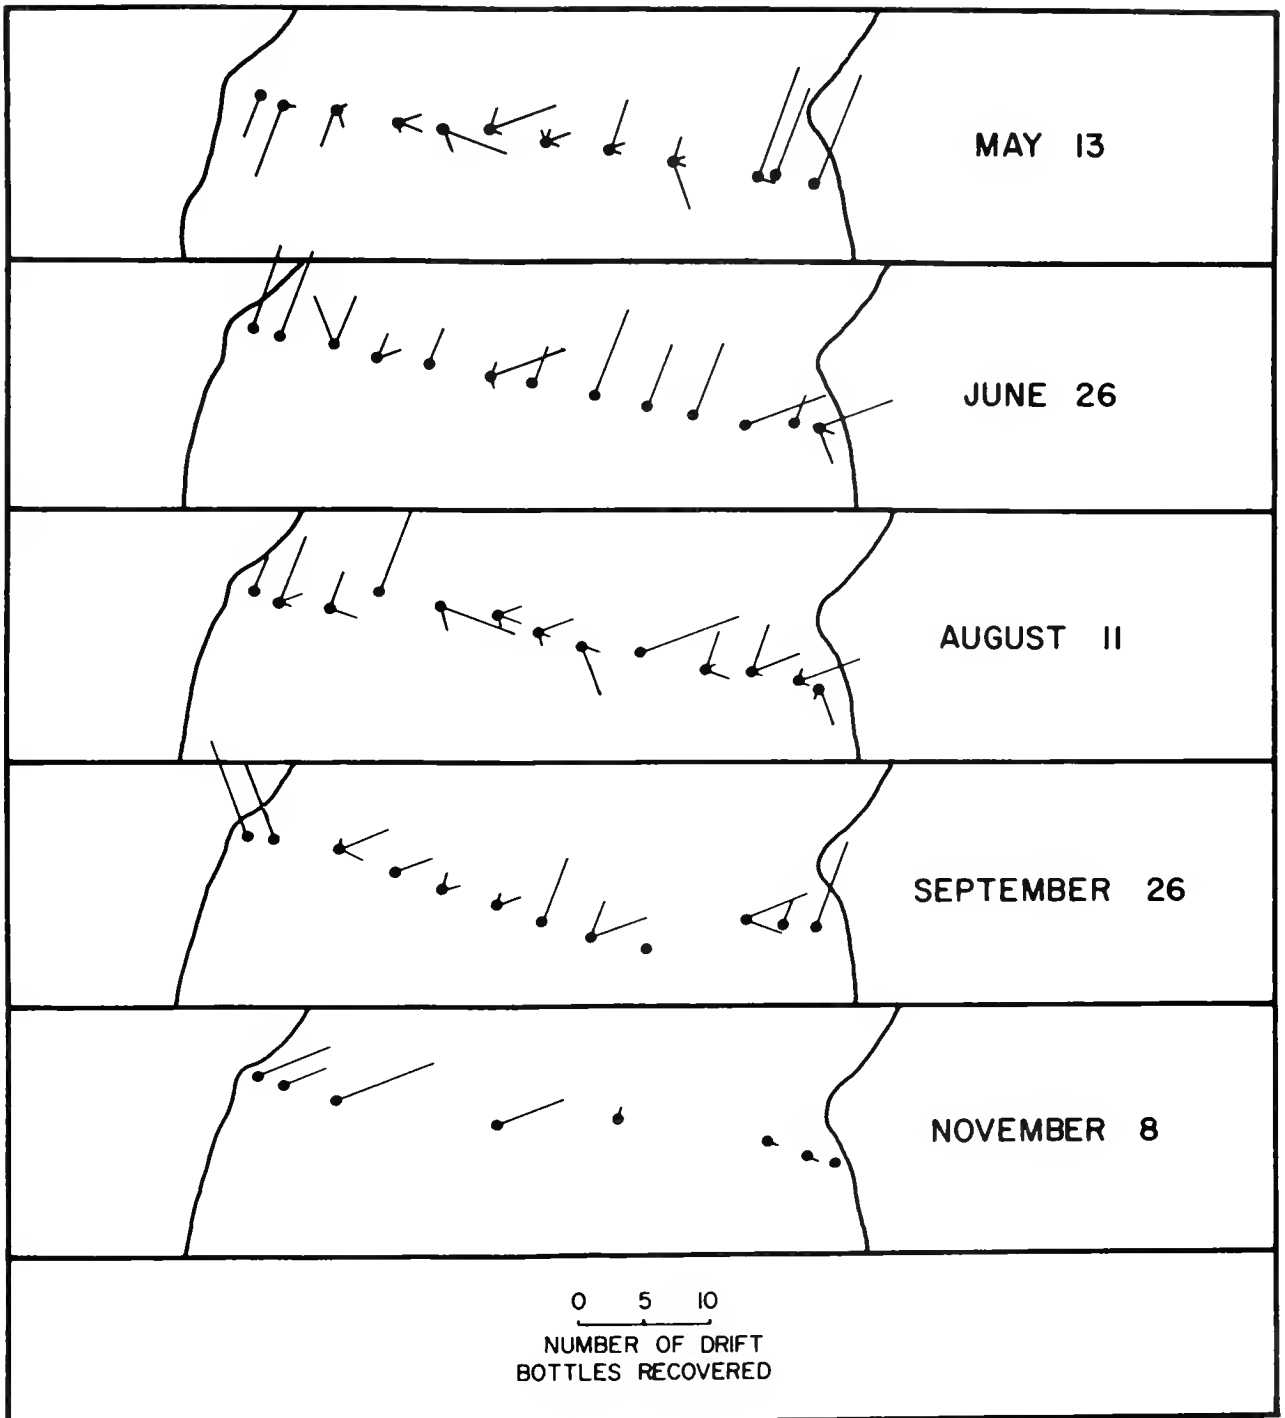 MAY 13
JUNE 26
AUGUST 11
SEPTEMBER 26
NOVEMBER 8
0 5 10
NUMBER OF DRIFT
BOTTLES RECOVERED